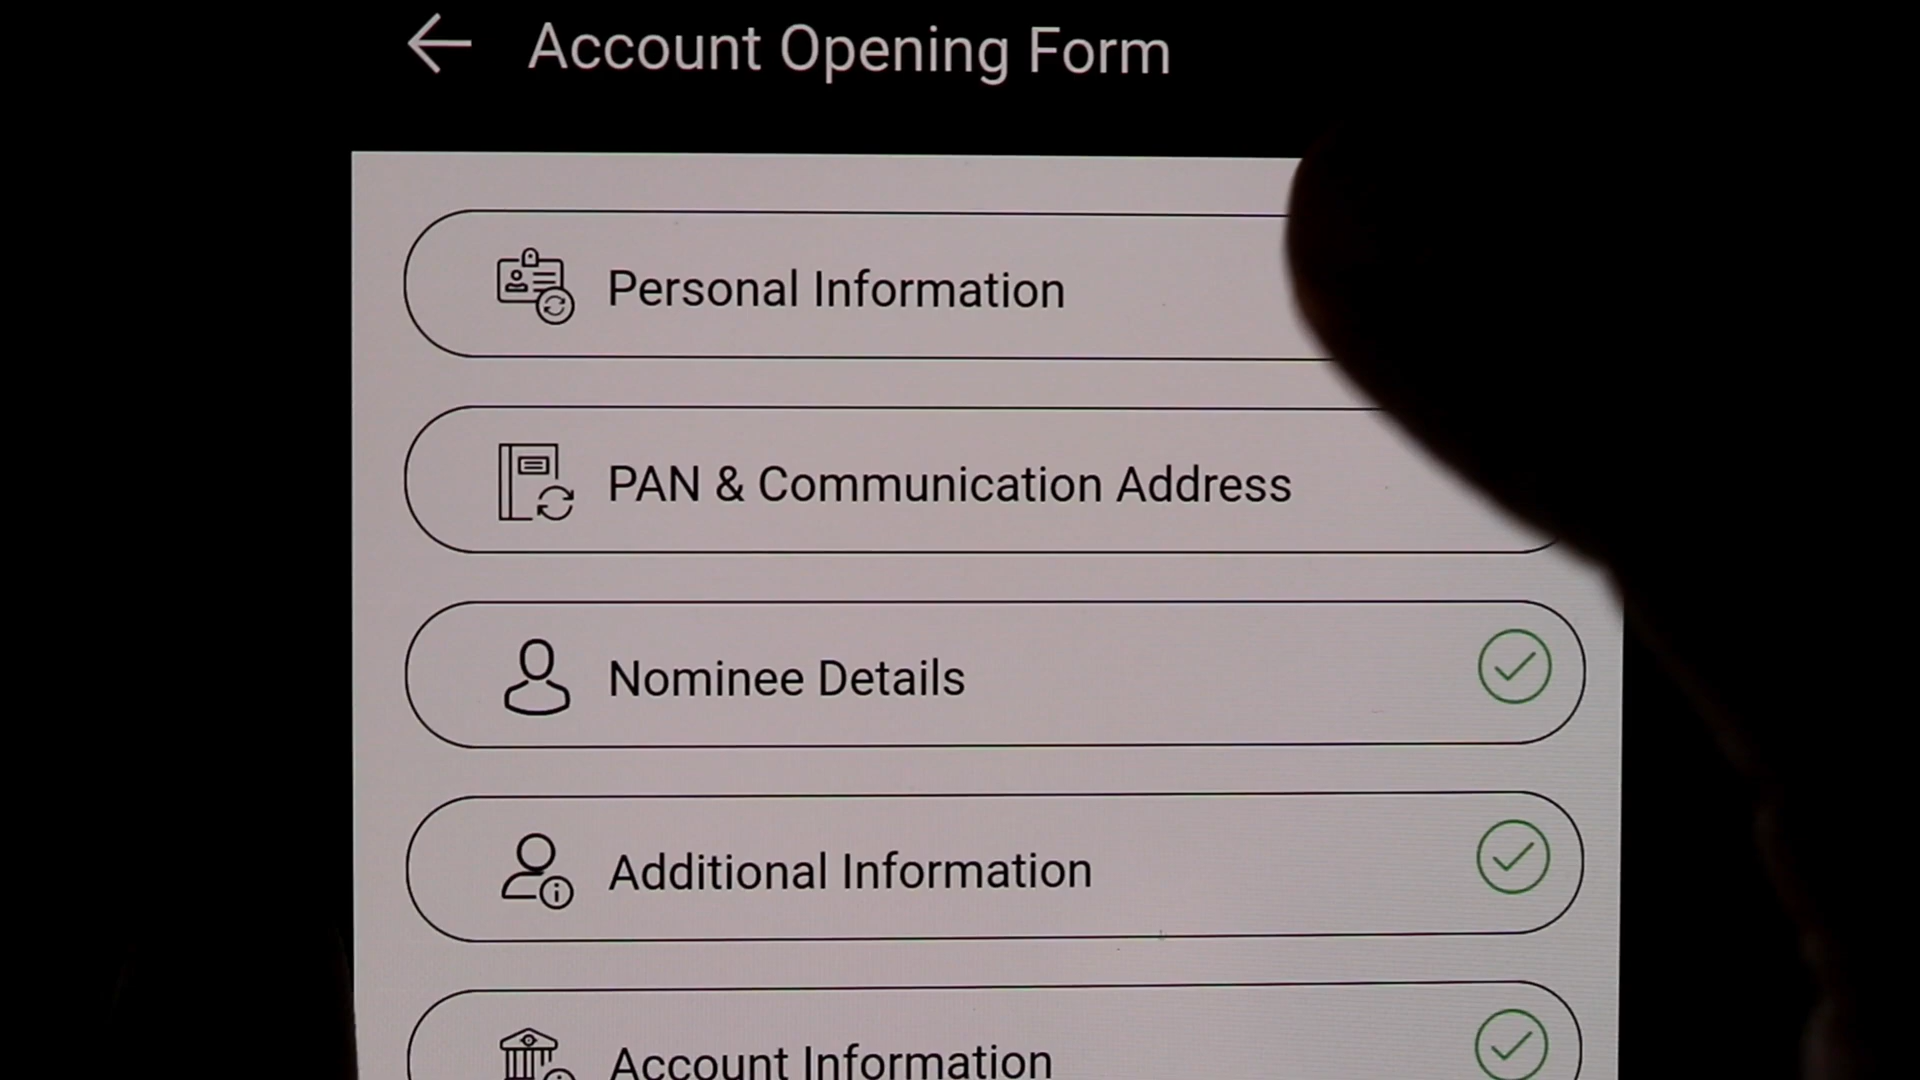 Account Opening Form
Personal Information
PAN & Communication Address
Nominee Details
Additional Information
Account Information